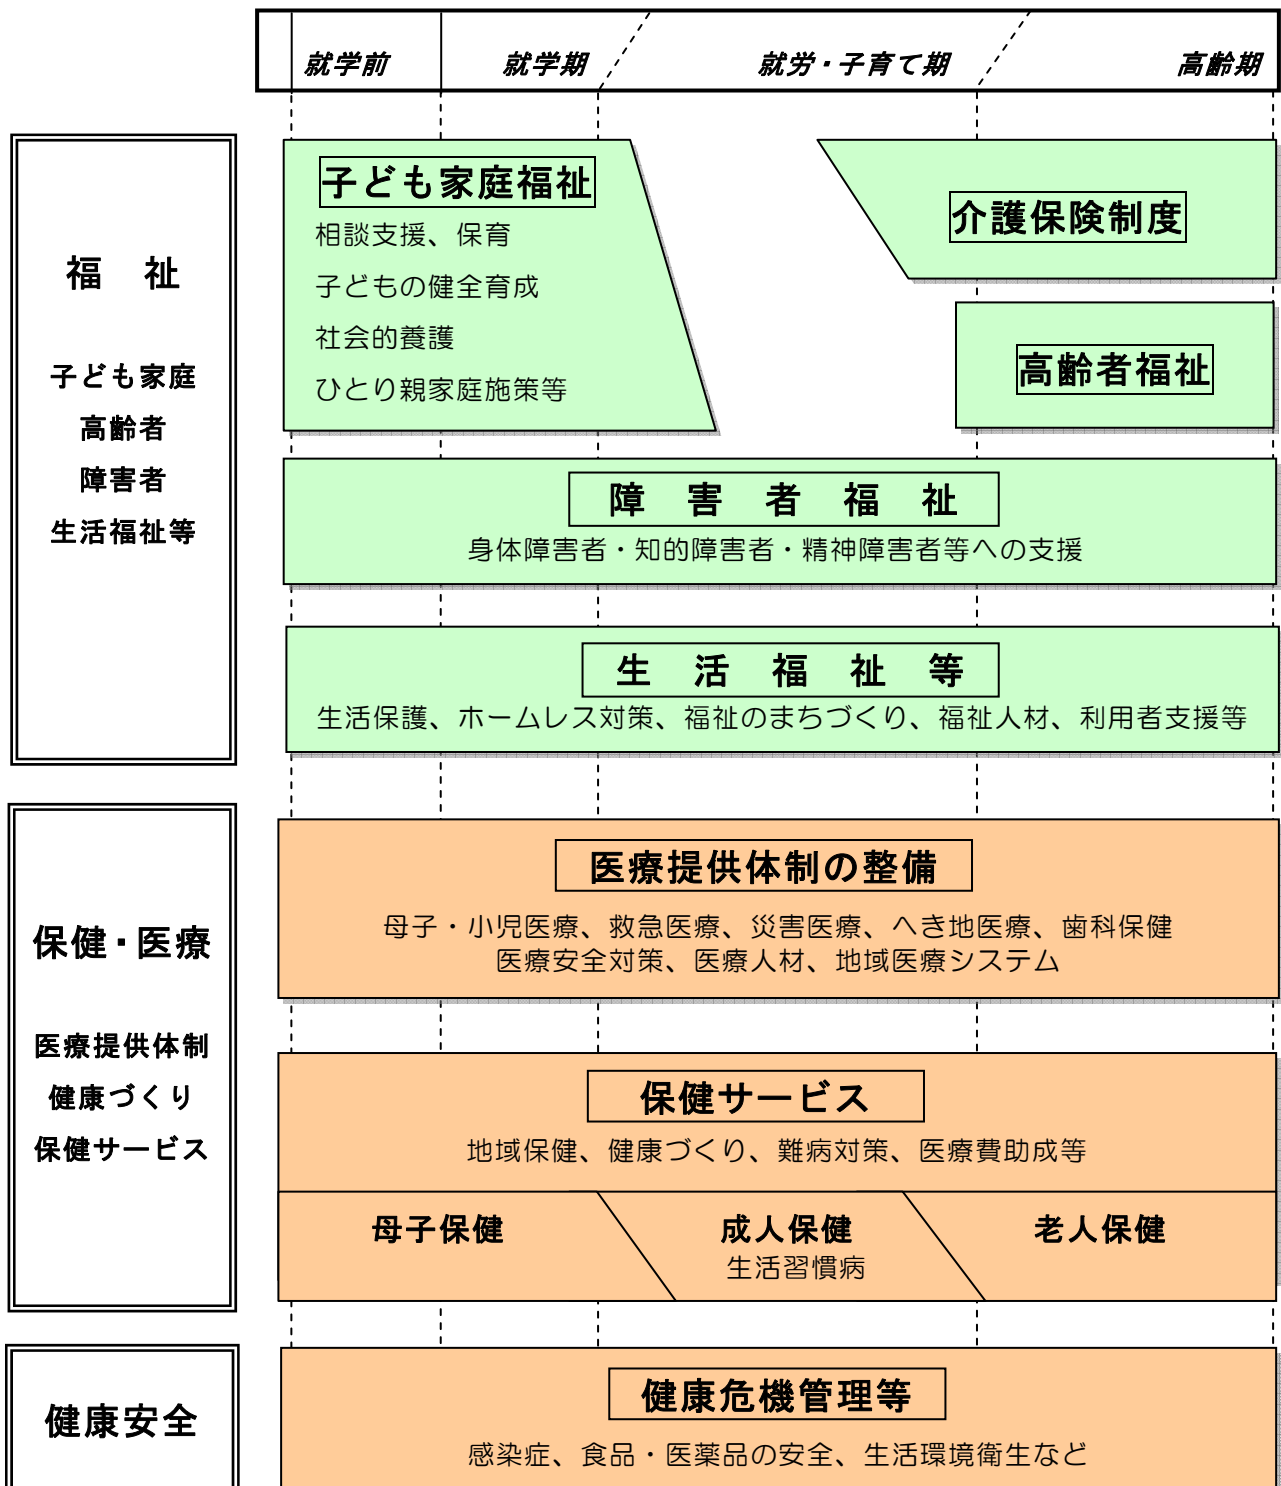 就学前 就学期 就労・子育て期 高齢期
福　祉
子ども家庭
高齢者
障害者
生活福祉等
子ども家庭福祉
相談支援、保育
子どもの健全育成
社会的養護
ひとり親家庭施策等
介護保険制度
高齢者福祉
障　害　者　福　祉
身体障害者・知的障害者・精神障害者等への支援
生　活　福　祉　等
生活保護、ホームレス対策、福祉のまちづくり、福祉人材、利用者支援等
保健・医療
医療提供体制
健康づくり
保健サービス
医療提供体制の整備
母子・小児医療、救急医療、災害医療、へき地医療、歯科保健
医療安全対策、医療人材、地域医療システム
保健サービス
地域保健、健康づくり、難病対策、医療費助成等
母子保健 成人保健 老人保健
生活習慣病
健康安全
健康危機管理等
感染症、食品・医薬品の安全、生活環境衛生など